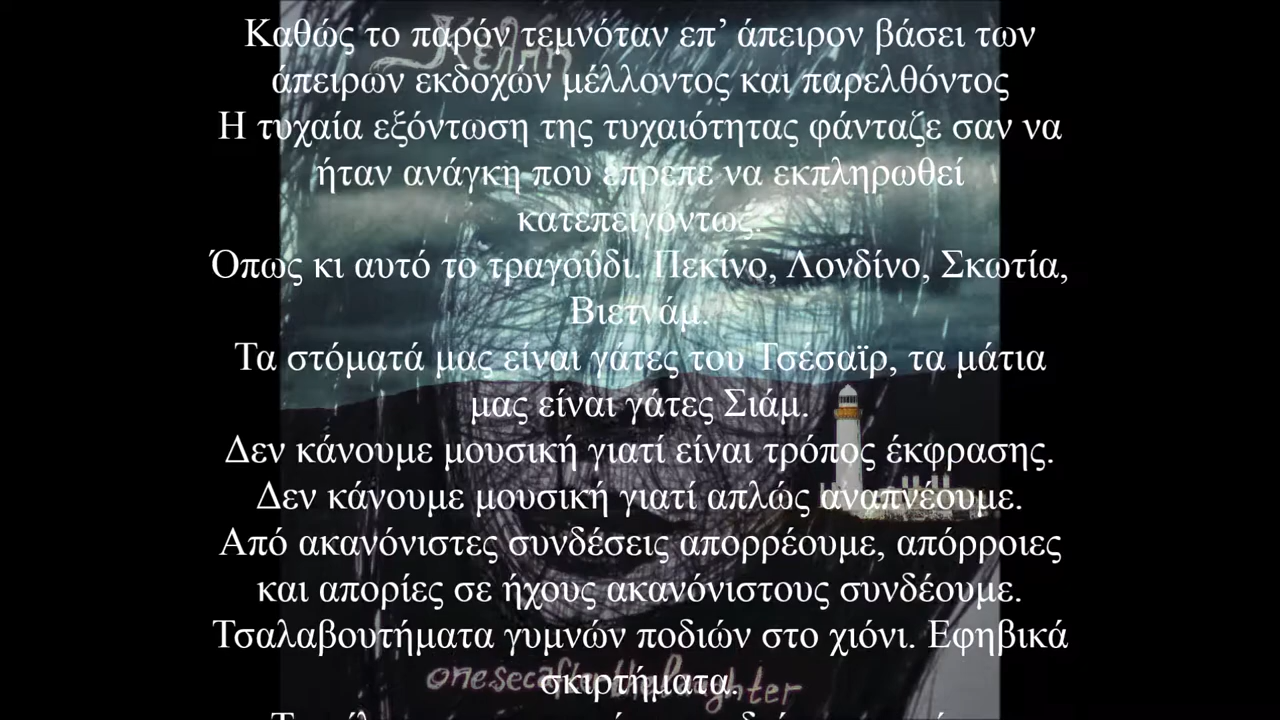 Κέλπη
Καθώς το παρόν τεμνόταν επ’ άπειρον βάσει των
άπειρων εκδοχών μέλλοντος και παρελθόντος
Η τυχαία εξόντωση της τυχαιότητας φάνταζε σαν να
ήταν ανάγκη που έπρεπε να εκπληρωθεί
κατεπειγόντως.
Όπως κι αυτό το τραγούδι. Πεκίνο, Λονδίνο, Σκωτία,
Βιετνάμ.
Τα στόματά μας είναι γάτες του Τσέσαϊρ, τα μάτια
μας είναι γάτες Σιάμ.
Δεν κάνουμε μουσική γιατί είναι τρόπος έκφρασης.
Δεν κάνουμε μουσική γιατί απλώς αναπνέουμε.
Από ακανόνιστες συνδέσεις απορρέουμε, απόρροιες
και απορίες σε ήχους ακανόνιστους συνδέουμε.
Τσαλαβουτήματα γυμνών ποδιών στο χιόνι. Εφηβικά
σκιρτήματα.
onesecafterthelaughter